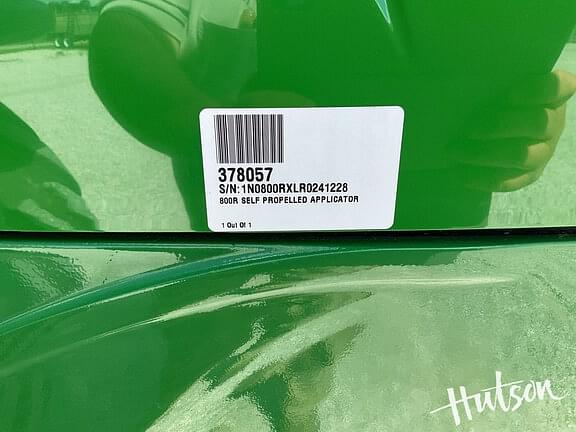 378057
S/N:1N0800RXLR0241228
800R SELF PROPELLED APPLICATOR
1 Out Of 1
Hutson